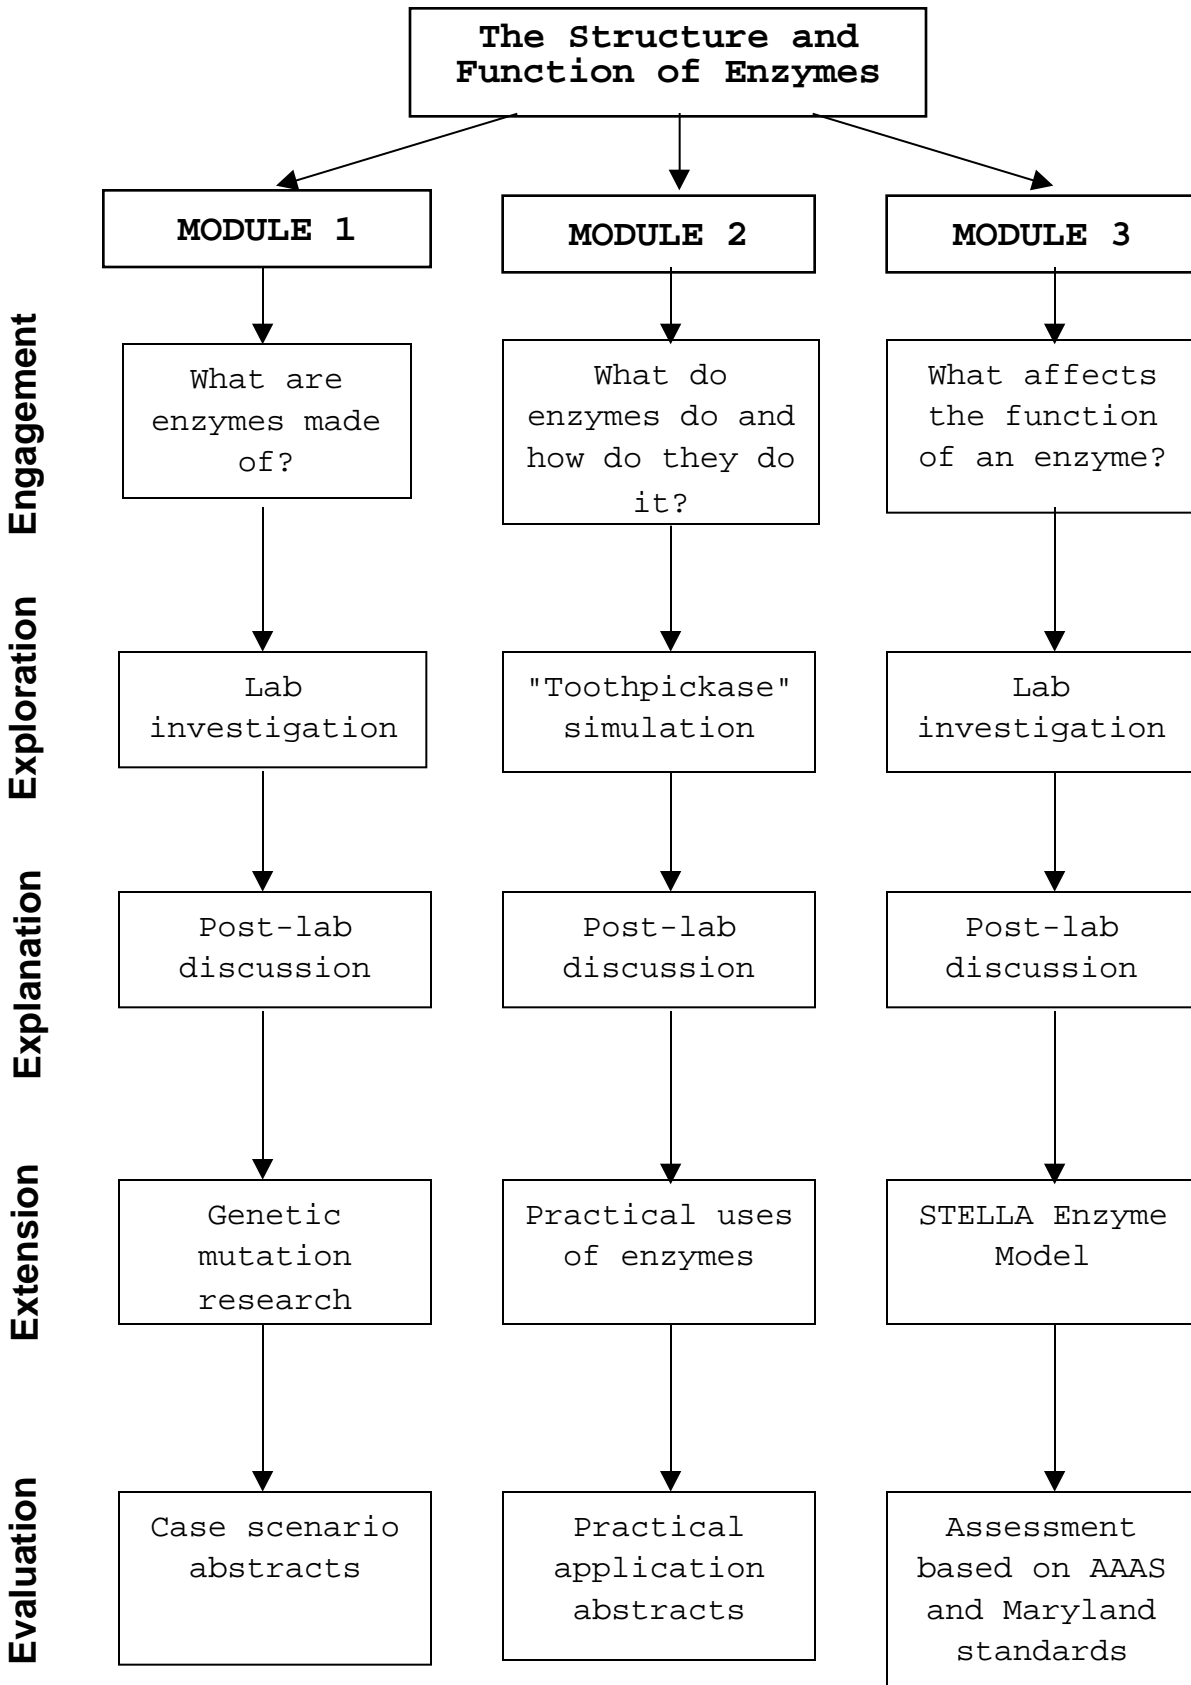 The Structure and
Function of Enzymes
MODULE 1
MODULE 2
MODULE 3
Engagement
What are
enzymes made
of?
What do
enzymes do and
how do they do
it?
What affects
the function
of an enzyme?
Exploration
Lab
investigation
"Toothpickase"
simulation
Lab
investigation
Explanation
Post-lab
discussion
Post-lab
discussion
Post-lab
discussion
Extension
Genetic
mutation
research
Practical uses
of enzymes
STELLA Enzyme
Model
Evaluation
Case scenario
abstracts
Practical
application
abstracts
Assessment
based on AAAS
and Maryland
standards